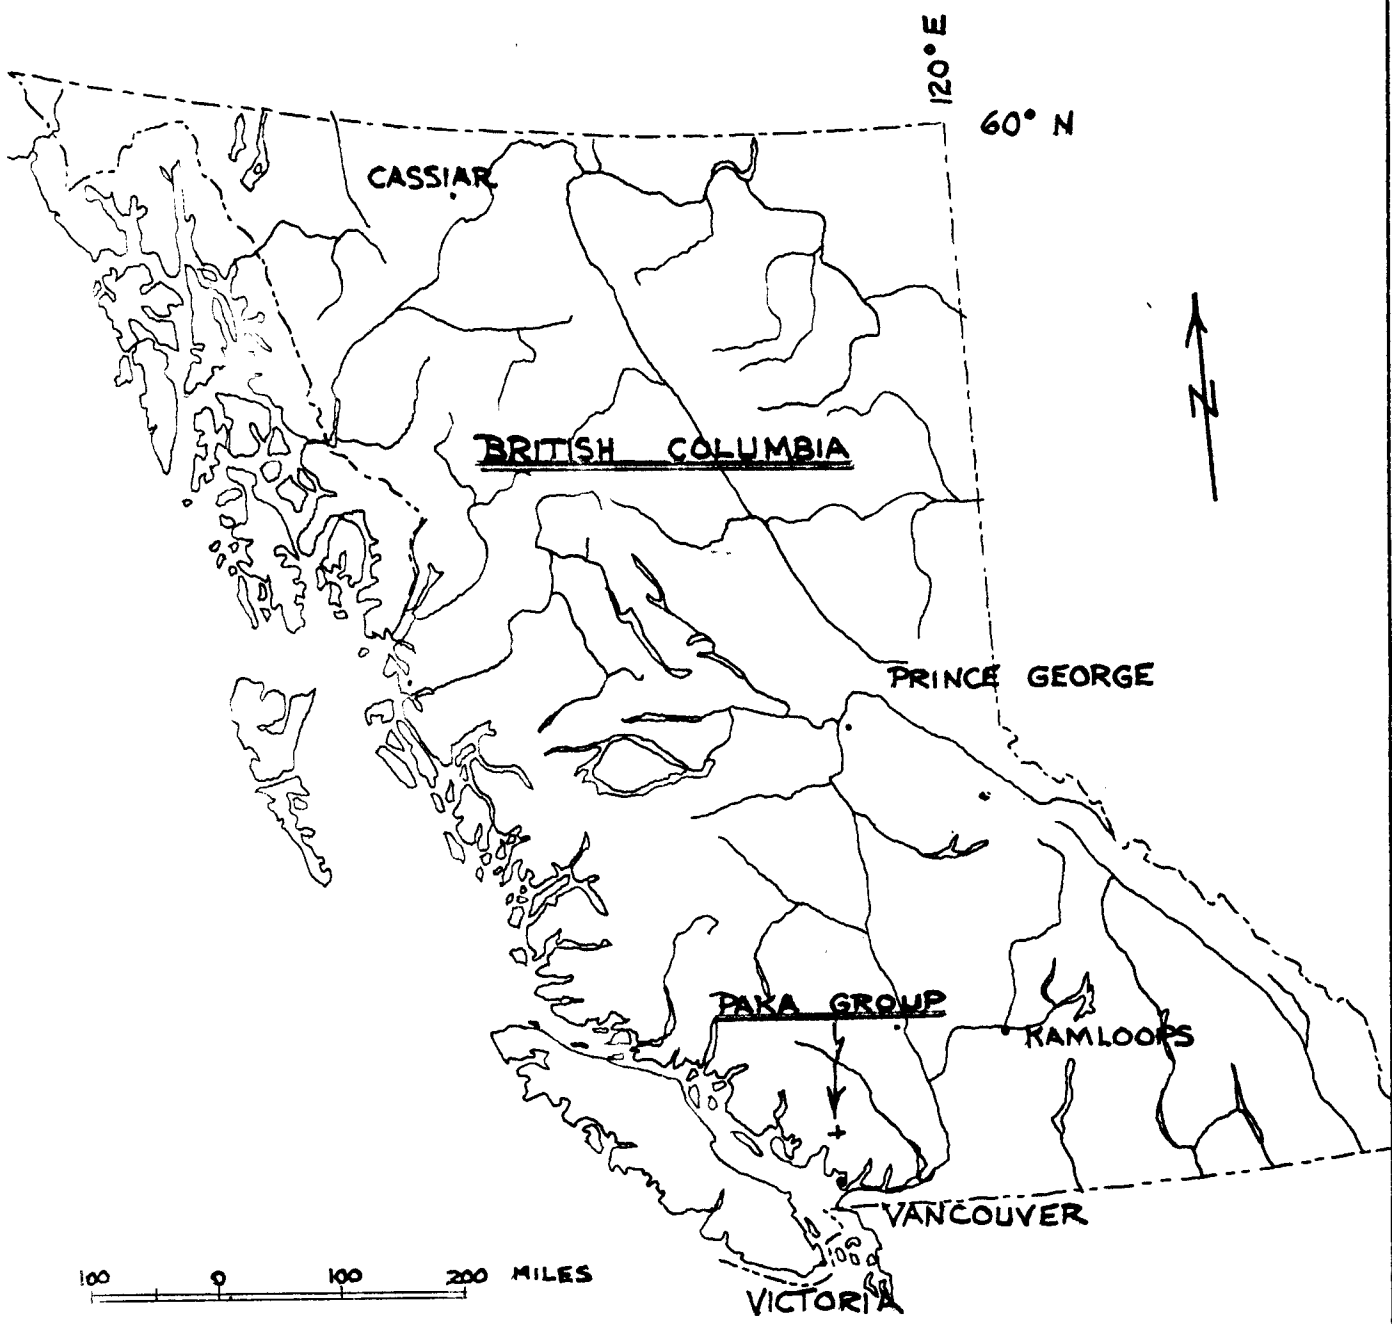 120° E
60° N
CASSIAR
N
BRITISH COLUMBIA
PRINCE GEORGE
PAKA GROUP
KAMLOOPS
VANCOUVER
100 0 100 200 MILES
VICTORIA